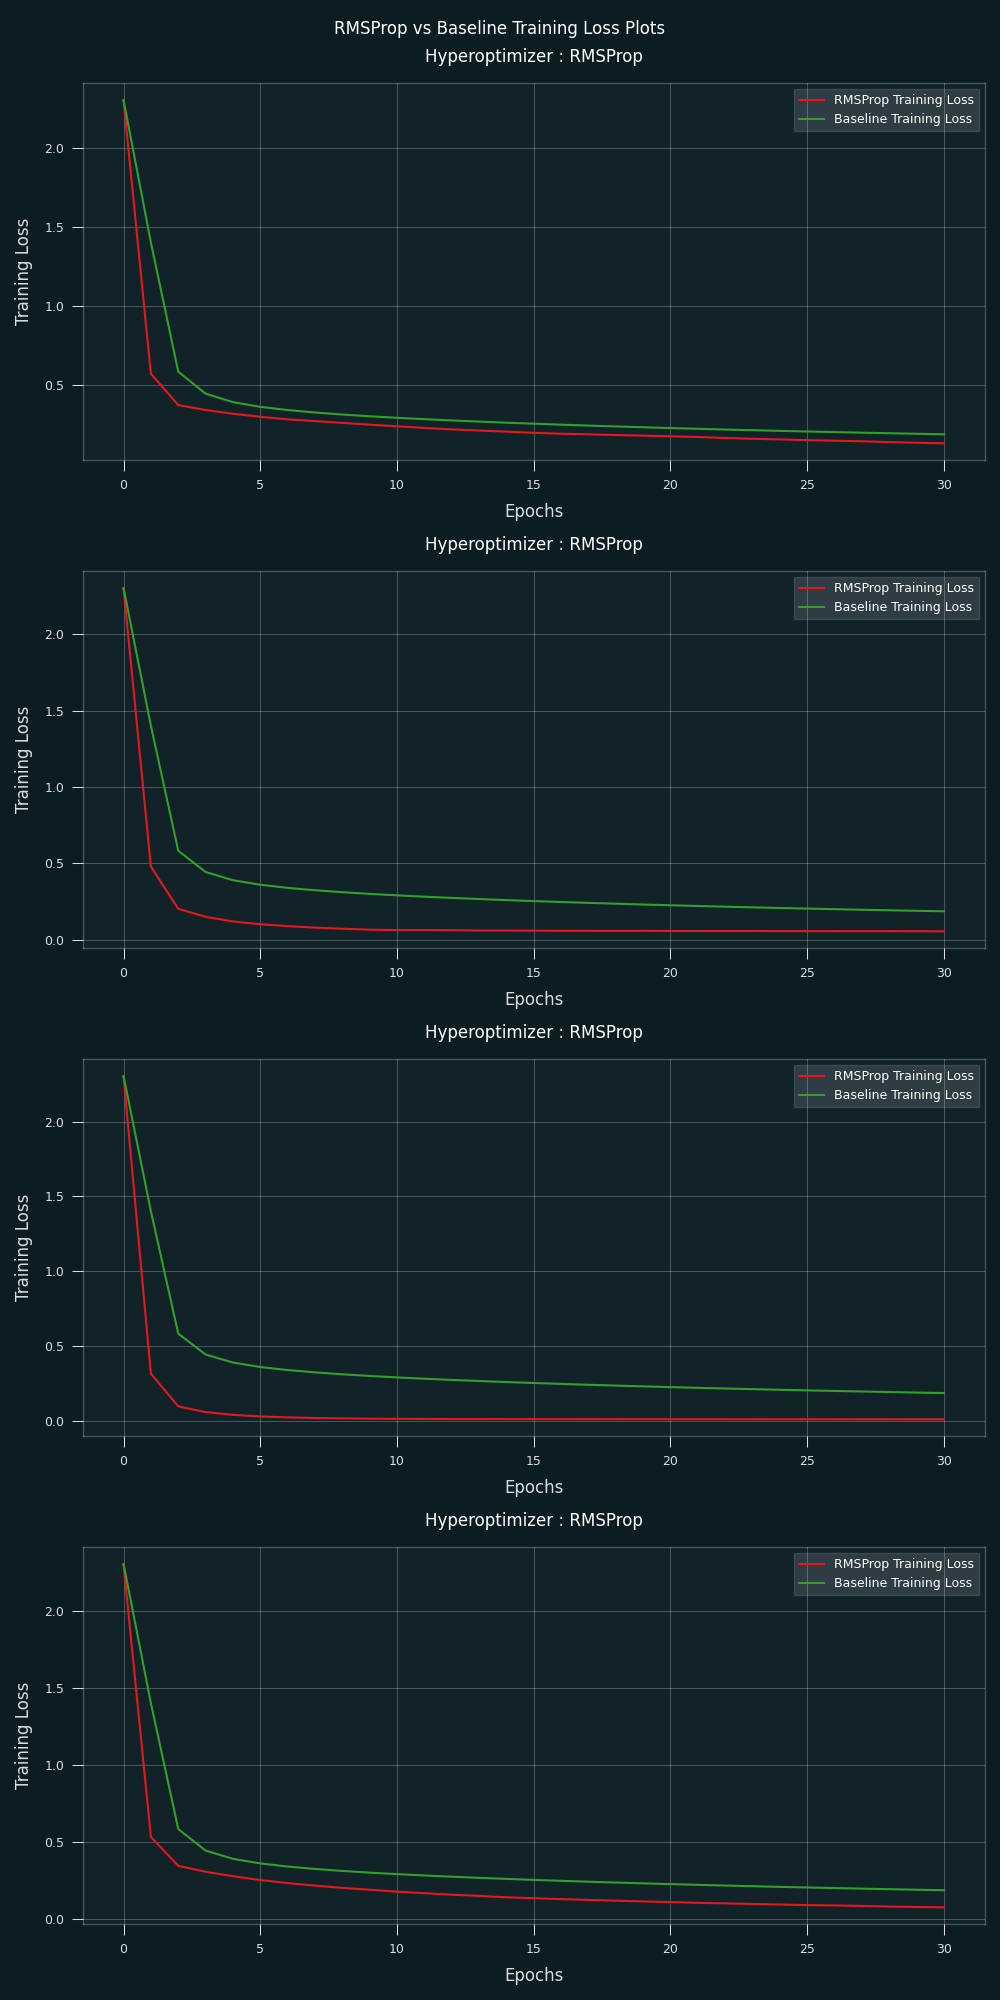 RMSProp vs Baseline Training Loss Plots
Hyperoptimizer : RMSProp
RMSProp Training Loss
Baseline Training Loss
2.0
1.5
1.0
0.5
Training Loss
0 5 10 15 20 25 30
Epochs
Hyperoptimizer : RMSProp
RMSProp Training Loss
Baseline Training Loss
2.0
1.5
1.0
0.5
0.0
Training Loss
0 5 10 15 20 25 30
Epochs
Hyperoptimizer : RMSProp
RMSProp Training Loss
Baseline Training Loss
2.0
1.5
1.0
0.5
0.0
Training Loss
0 5 10 15 20 25 30
Epochs
Hyperoptimizer : RMSProp
RMSProp Training Loss
Baseline Training Loss
2.0
1.5
1.0
0.5
0.0
Training Loss
0 5 10 15 20 25 30
Epochs